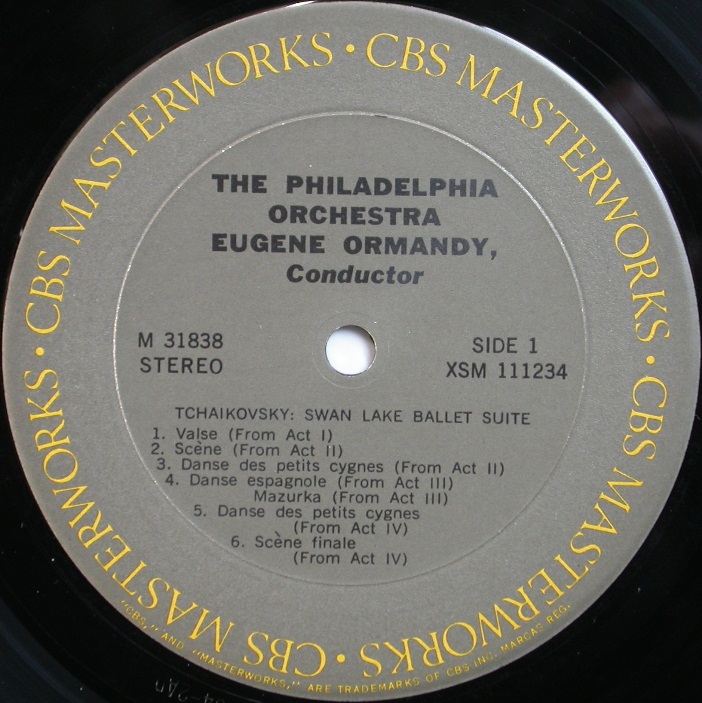 CBS MASTERWORKS • CBS MASTERWORKS • CBS MASTERWORKS • CBS MASTERWORKS • CBS MASTERWORKS •
THE PHILADELPHIA
ORCHESTRA
EUGENE ORMANDY,
Conductor
M 31838
STEREO
SIDE 1
XSM 111234
TCHAIKOVSKY: SWAN LAKE BALLET SUITE
1. Valse (From Act I)
2. Scène (From Act II)
3. Danse des petits cygnes (From Act II)
4. Danse espagnole (From Act III)
Mazurka (From Act III)
5. Danse des petits cygnes
(From Act IV)
6. Scène finale
(From Act IV)
"CBS," AND "MASTERWORKS," ARE TRADEMARKS OF CBS INC. MARCAS REG.